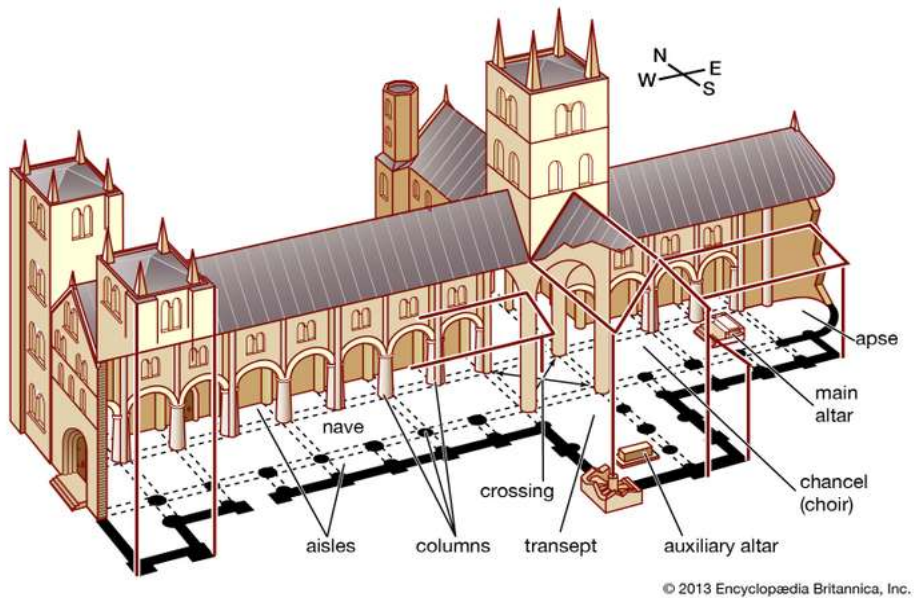 N
W E
S
apse
main
altar
nave
chancel
(choir)
crossing
aisles
columns
transept
auxiliary altar
© 2013 Encyclopædia Britannica, Inc.